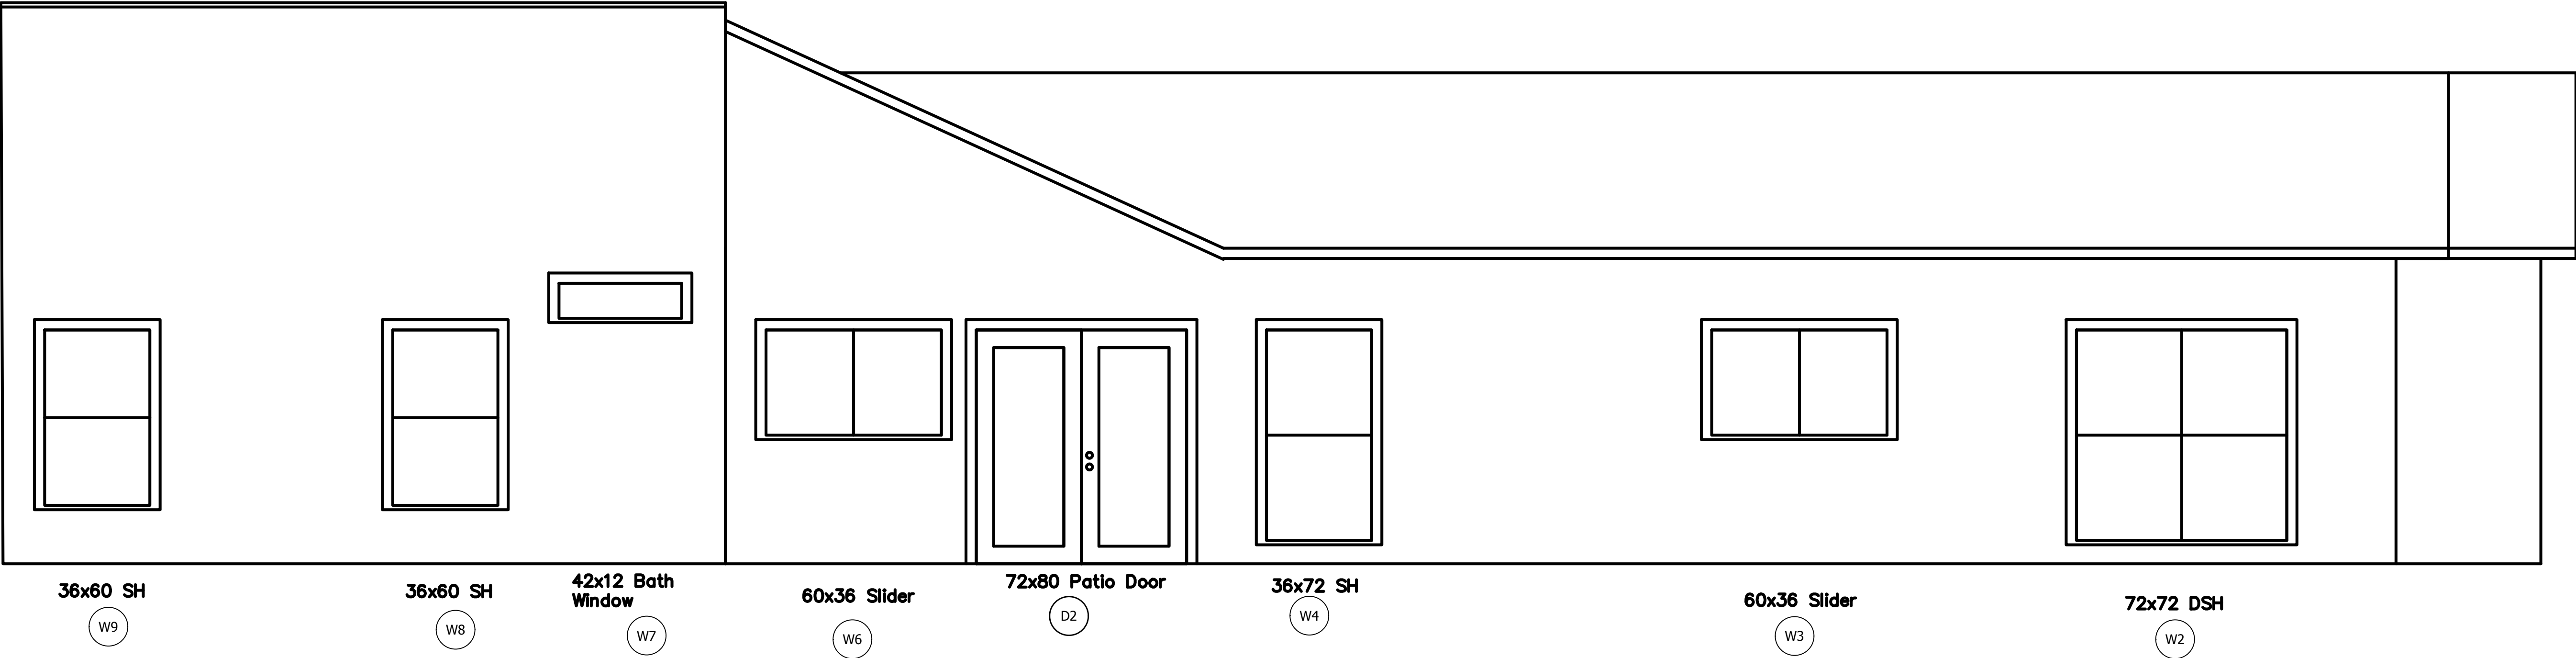 36x60 SH
W9
36x60 SH
W8
42x12 Bath
Window
W7
60x36 Slider
W6
72x80 Patio Door
D2
36x72 SH
W4
60x36 Slider
W3
72x72 DSH
W2